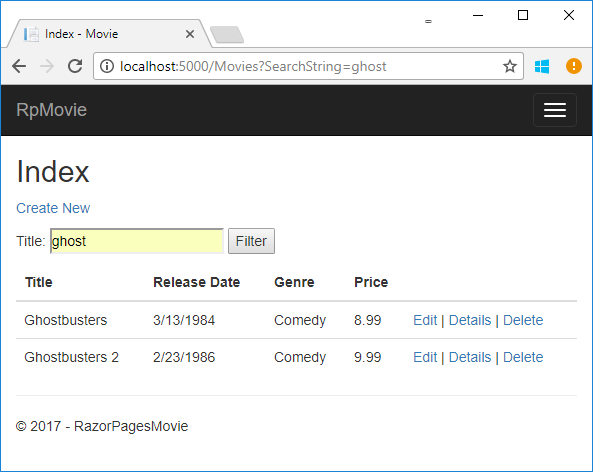 Index - Movie
localhost:5000/Movies?SearchString=ghost
RpMovie
Index
Create New
Title: ghost Filter
Title Release Date Genre Price
Ghostbusters 3/13/1984 Comedy 8.99 Edit | Details | Delete
Ghostbusters 2 2/23/1986 Comedy 9.99 Edit | Details | Delete
© 2017 - RazorPagesMovie